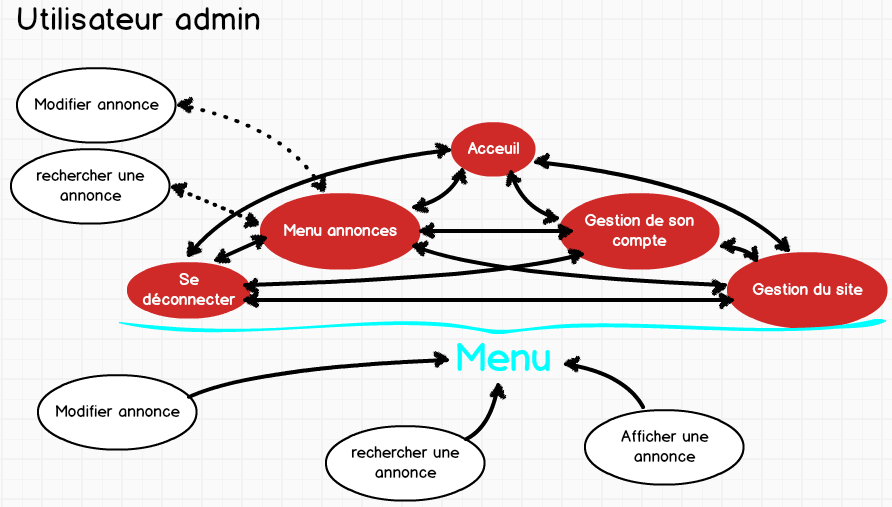 Utilisateur admin
Modifier annonce
rechercher une
annonce
Acceuil
Menu annonces
Gestion de son
compte
Se
déconnecter
Gestion du site
Menu
Modifier annonce
rechercher une
annonce
Afficher une
annonce